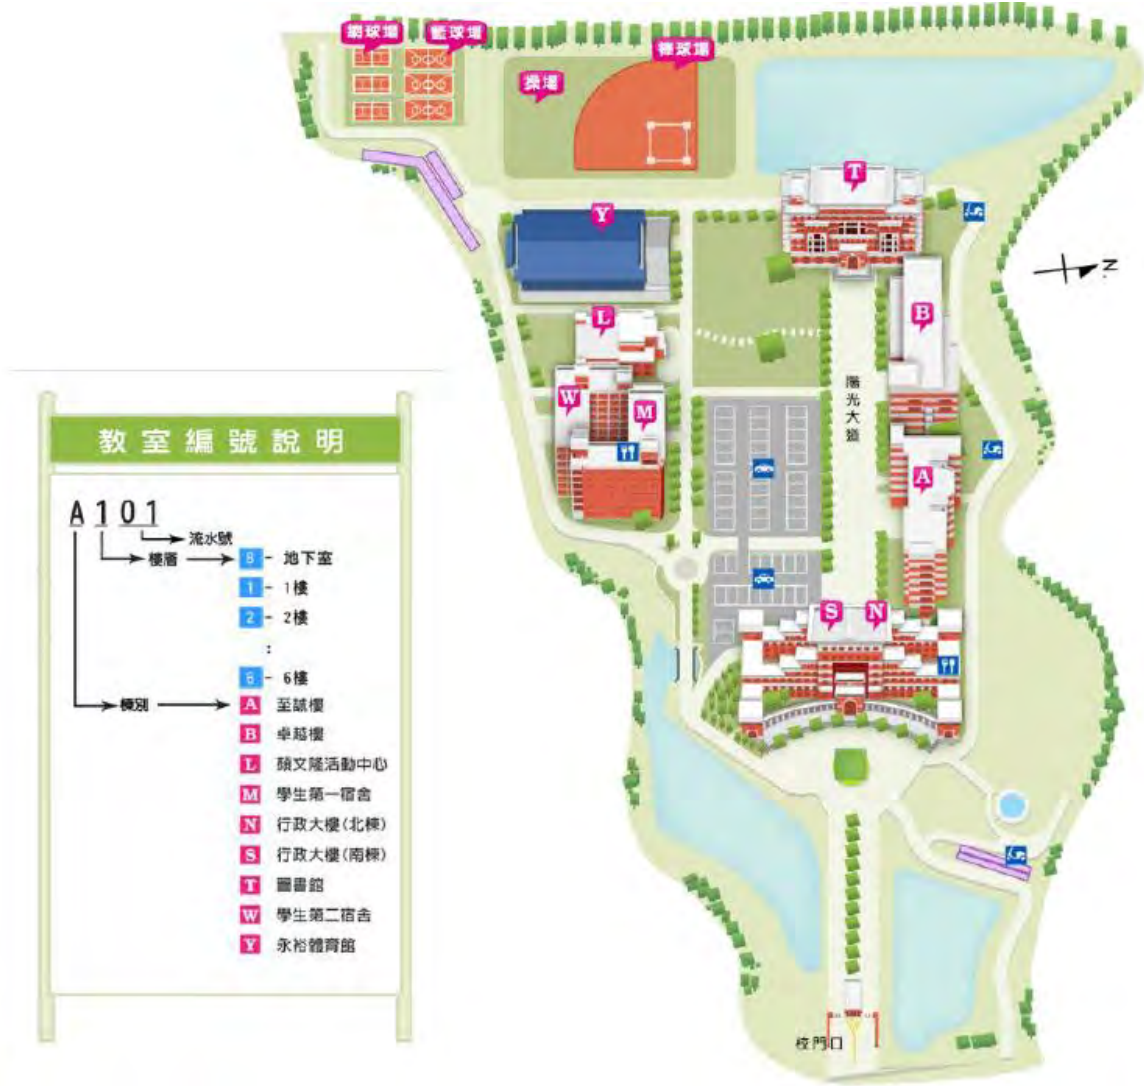 網球場
籃球場
操場
棒球場
T
Y
N
L
B
W
M
陽光大道
A
S
N
校門口
教室編號說明
A101
流水號
樓層
B - 地下室
1 - 1樓
2 - 2樓
:
6 - 6樓
棟別
A 至誠樓
B 卓越樓
L 顏文隆活動中心
M 學生第一宿舍
N 行政大樓(北棟)
S 行政大樓(南棟)
T 圖書館
W 學生第二宿舍
Y 永裕體育館